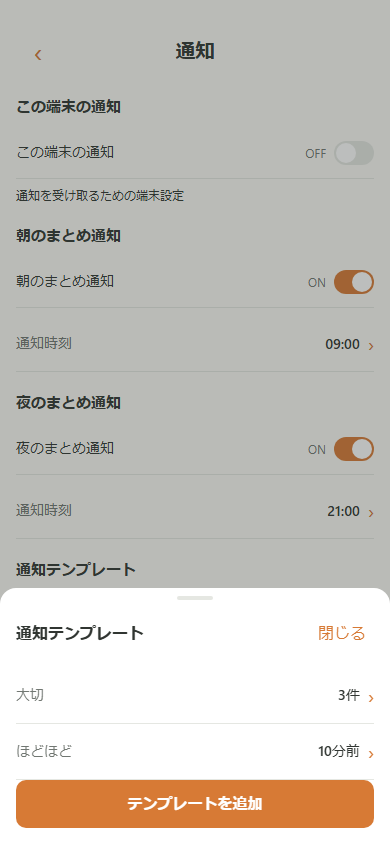 通知
この端末の通知
この端末の通知 OFF
通知を受け取るための端末設定
朝のまとめ通知
朝のまとめ通知 ON
通知時刻 09:00
夜のまとめ通知
夜のまとめ通知 ON
通知時刻 21:00
通知テンプレート
通知テンプレート 閉じる
大切 3件
ほどほど 10分前
テンプレートを追加